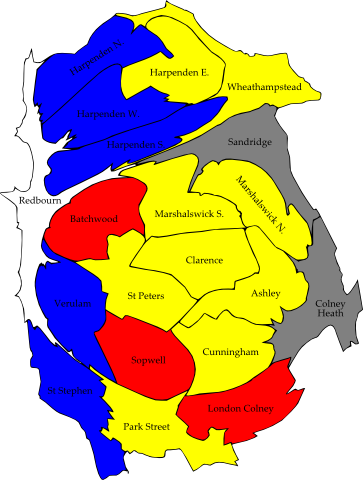 Harpenden N.
Harpenden E.
Wheathampstead
Harpenden W.
Sandridge
Harpenden S.
Redbourn
Marshalswick N.
Batchwood
Marshalswick S.
Clarence
Ashley
St Peters
Verulam
Colney
Heath
Cunningham
Sopwell
St Stephen
London Colney
Park Street